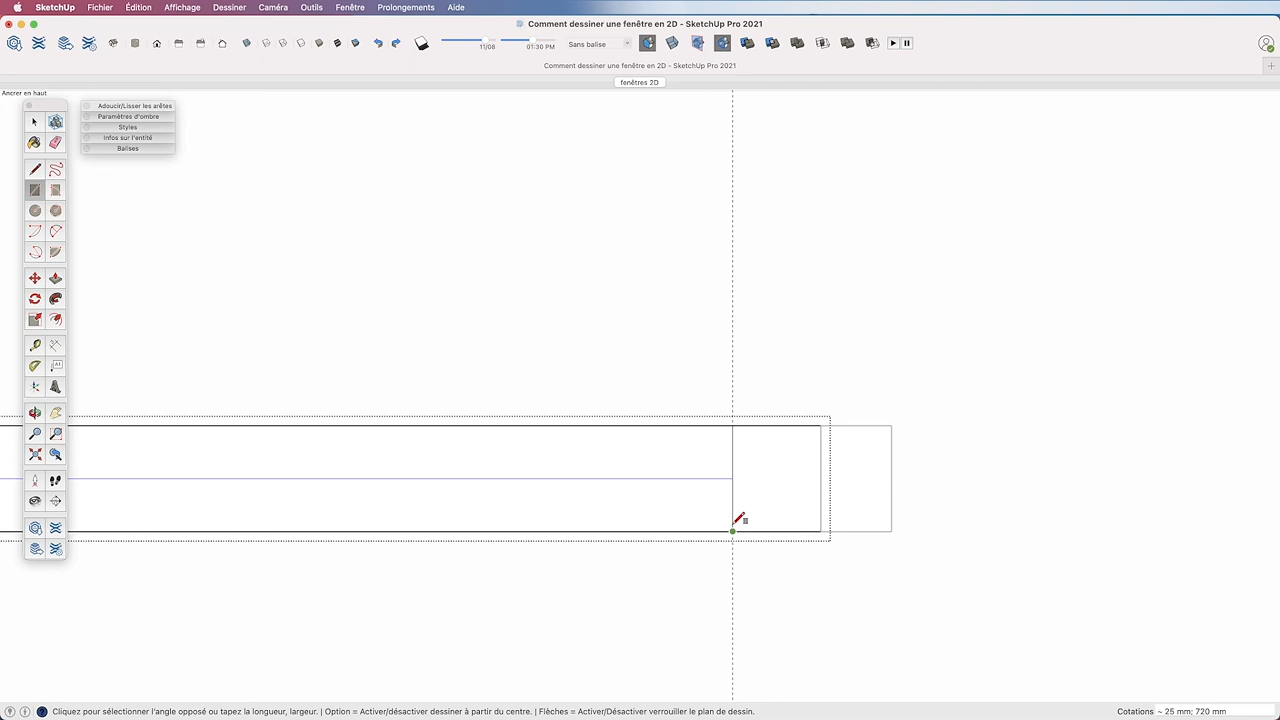 SketchUp Fichier Édition Affichage Dessiner Caméra Outils Fenêtre Prolongements Aide
Comment dessiner une fenêtre en 2D - SketchUp Pro 2021
11/08 01:30 PM Sans balise
Comment dessiner une fenêtre en 2D - SketchUp Pro 2021
fenêtres 2D
Ancrer en haut
Adoucir/Lisser les arêtes
Paramètres d'ombre
Styles
Infos sur l'entité
Balises
Cliquez pour sélectionner l'angle opposé ou tapez la longueur, largeur. | Option = Activer/désactiver dessiner à partir du centre. | Flèches = Activer/Désactiver verrouiller le plan de dessin. Cotations ~ 25 mm; 720 mm